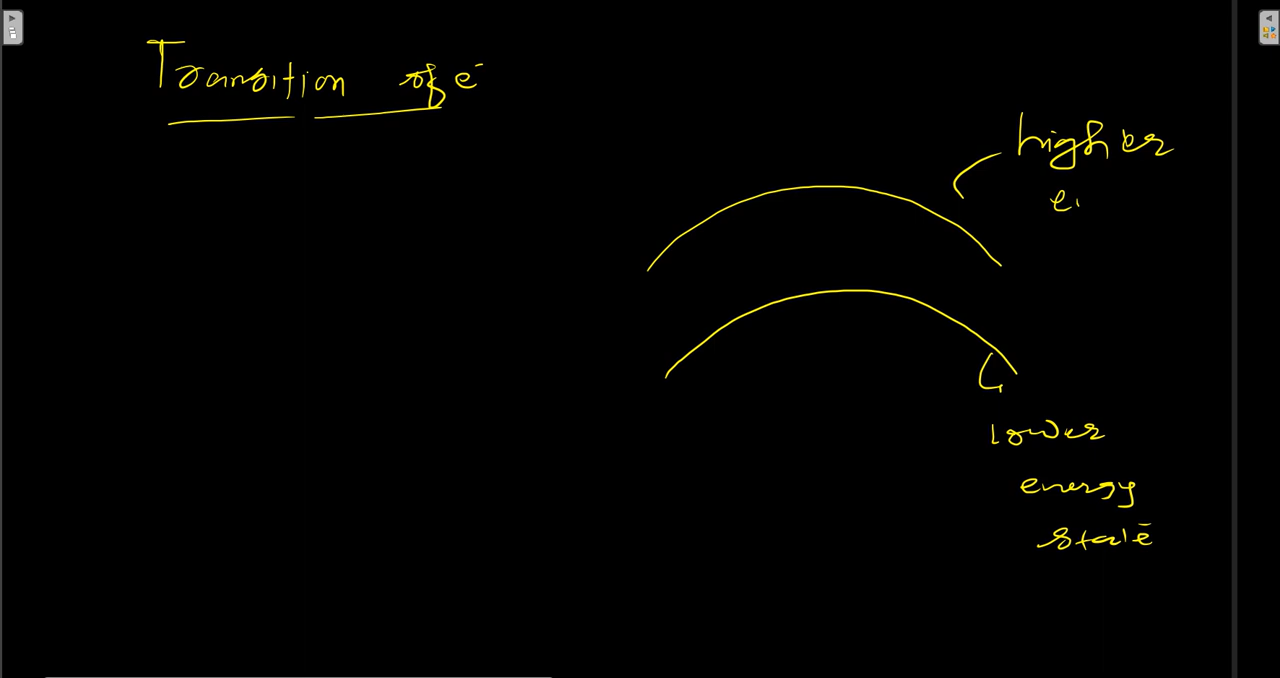 Transition of e⁻
higher
e.
lower
energy
state